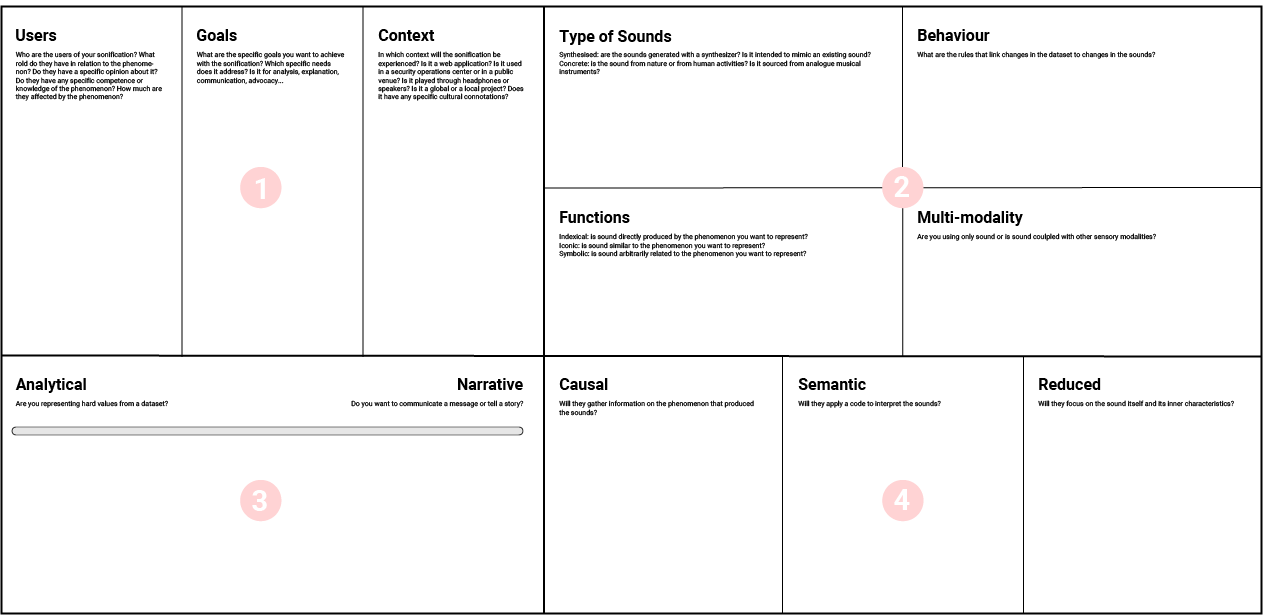 Users
Who are the users of your sonification? What
rold do they have in relation to the phenome-
non? Do they have a specific opinion about it?
Do they have any specific competence or
knowledge of the phenomenon? How much are
they affected by the phenomenon?
Goals
What are the specific goals you want to achieve
with the sonification? Which specific needs
does it address? Is it for analysis, explanation,
communication, advocacy...
Context
In which context will the sonification be
experienced? Is it a web application? Is it used
in a security operations center or in a public
venue? Is it played through headphones or
speakers? Is it a global or a local project? Does
it have any specific cultural connotations?
1
Type of Sounds
Synthesised: are the sounds generated with a synthesizer? Is it intended to mimic an existing sound?
Concrete: is the sound from nature or from human activities? Is it sourced from analogue musical
instruments?
Behaviour
What are the rules that link changes in the dataset to changes in the sounds?
2
Functions
Indexical: is sound directly produced by the phenomenon you want to represent?
Iconic: is sound similar to the phenomenon you want to represent?
Symbolic: is sound arbitrarily related to the phenomenon you want to represent?
Multi-modality
Are you using only sound or is sound coulpled with other sensory modalities?
Analytical
Are you representing hard values from a dataset?
Narrative
Do you want to communicate a message or tell a story?
3
Causal
Will they gather information on the phenomenon that produced
the sounds?
Semantic
Will they apply a code to interpret the sounds?
4
Reduced
Will they focus on the sound itself and its inner characteristics?